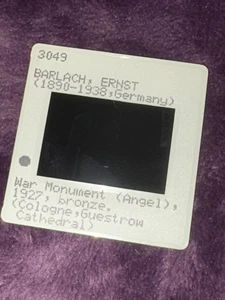 3049
BARLACH, ERNST
(1890-1938,Germany)
War Monument (Angel),
1927, bronze.
(Cologne,Guestrow
Cathedral)